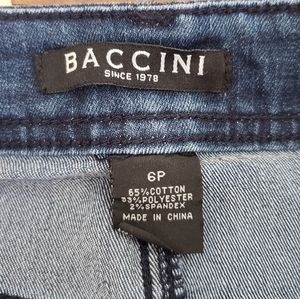 BACCINI
SINCE 1978
6P
65%COTTON
33%POLYESTER
2%SPANDEX
MADE IN CHINA